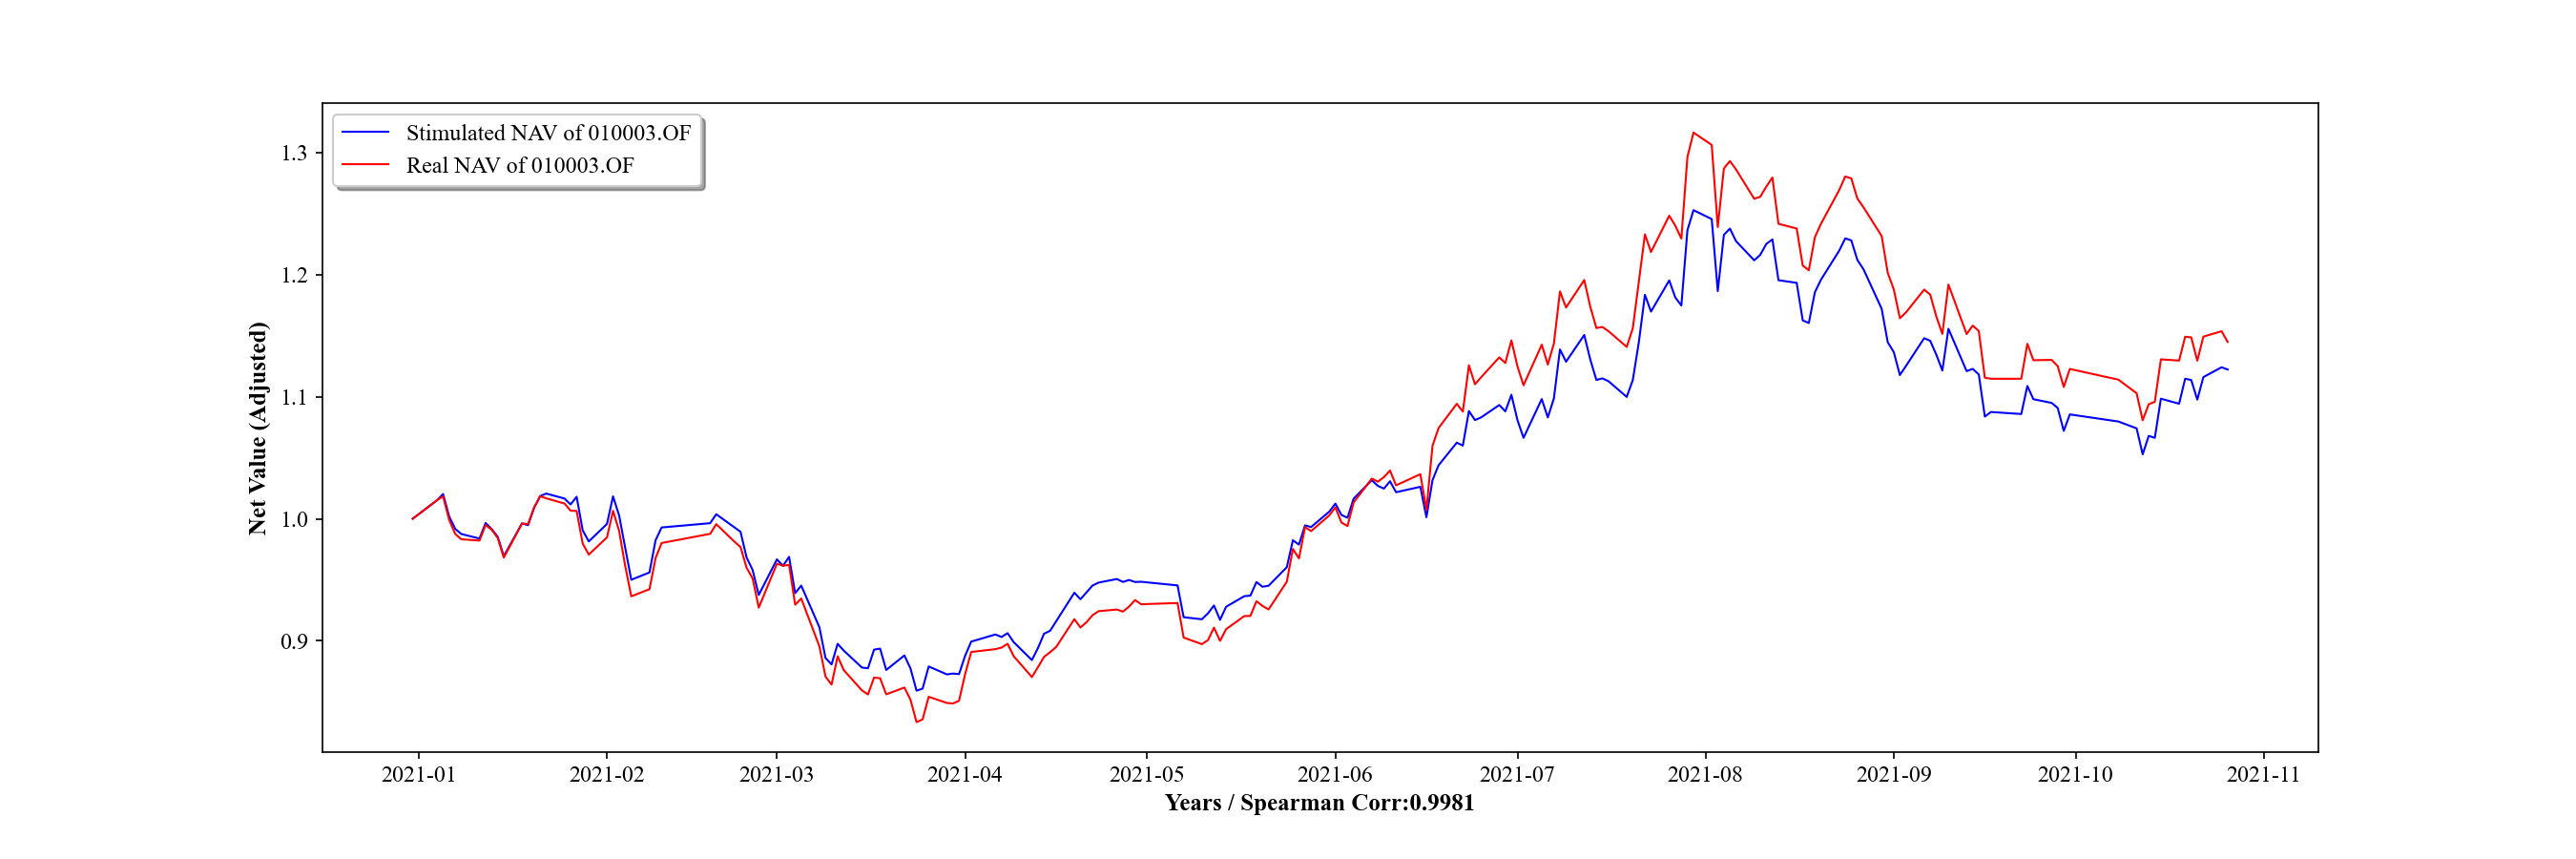 Stimulated NAV of 010003.OF
Real NAV of 010003.OF
Net Value (Adjusted)
1.3
1.2
1.1
1.0
0.9
2021-01 2021-02 2021-03 2021-04 2021-05 2021-06 2021-07 2021-08 2021-09 2021-10 2021-11
Years / Spearman Corr:0.9981